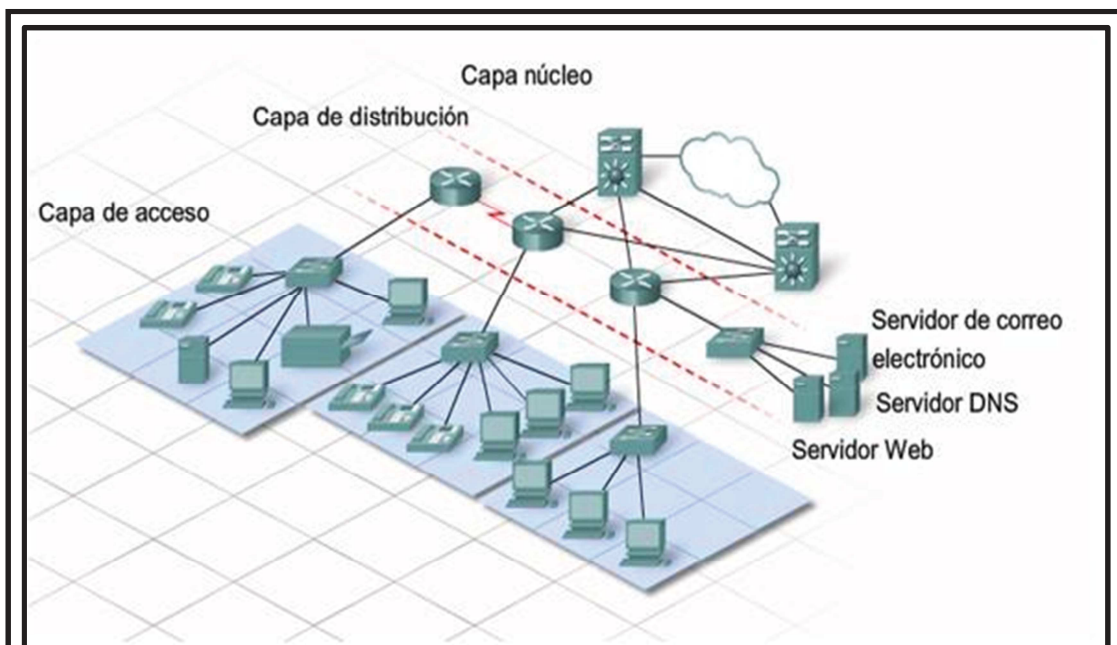 Capa núcleo
Capa de distribución
Capa de acceso
Servidor de correo
electrónico
Servidor DNS
Servidor Web